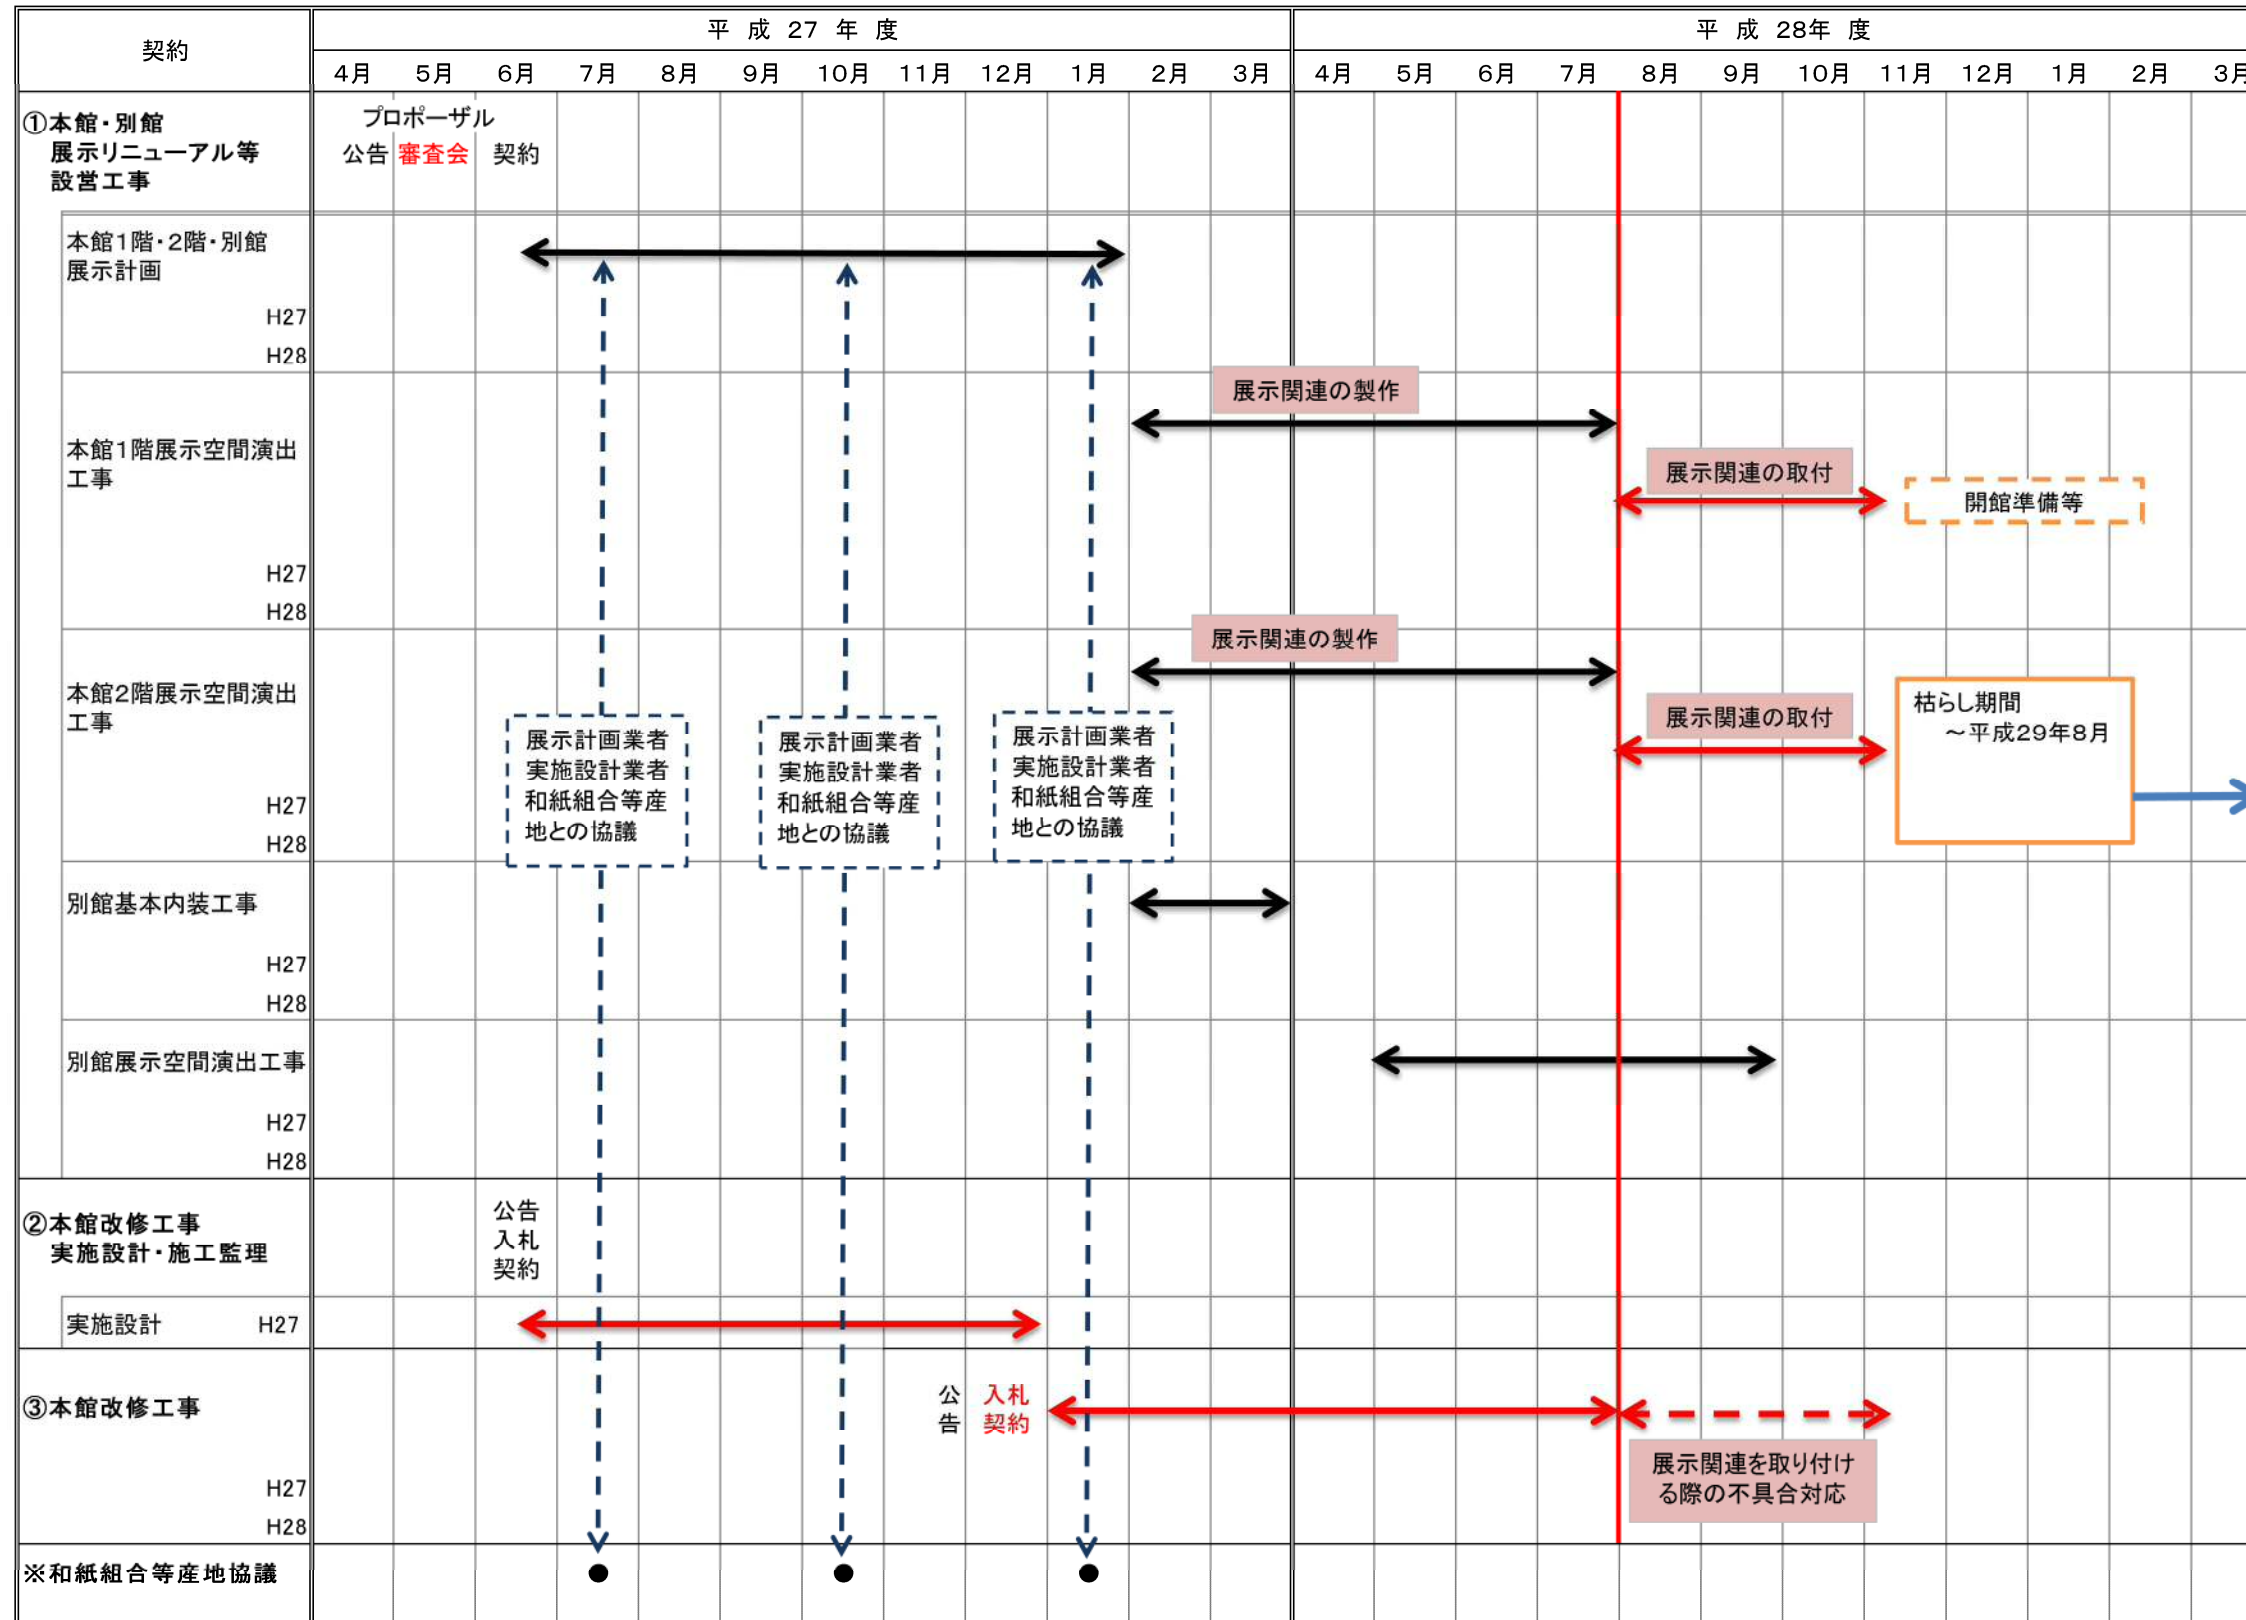 契約
平 成 27 年 度
平 成 28年 度
4月 5月 6月 7月 8月 9月 10月 11月 12月 1月 2月 3月
4月 5月 6月 7月 8月 9月 10月 11月 12月 1月 2月 3月
①本館・別館
展示リニューアル等
設営工事
プロポーザル
公告 審査会 契約
本館1階・2階・別館
展示計画
H27
H28
本館1階展示空間演出
工事
H27
H28
展示関連の製作
展示関連の取付
開館準備等
本館2階展示空間演出
工事
H27
H28
展示関連の製作
展示関連の取付
枯らし期間
～平成29年8月
展示計画業者
実施設計業者
和紙組合等産
地との協議
展示計画業者
実施設計業者
和紙組合等産
地との協議
展示計画業者
実施設計業者
和紙組合等産
地との協議
別館基本内装工事
H27
H28
別館展示空間演出工事
H27
H28
②本館改修工事
実施設計・施工監理
公告
入札
契約
実施設計 H27
③本館改修工事
H27
H28
公
告
入札
契約
展示関連を取り付け
る際の不具合対応
※和紙組合等産地協議